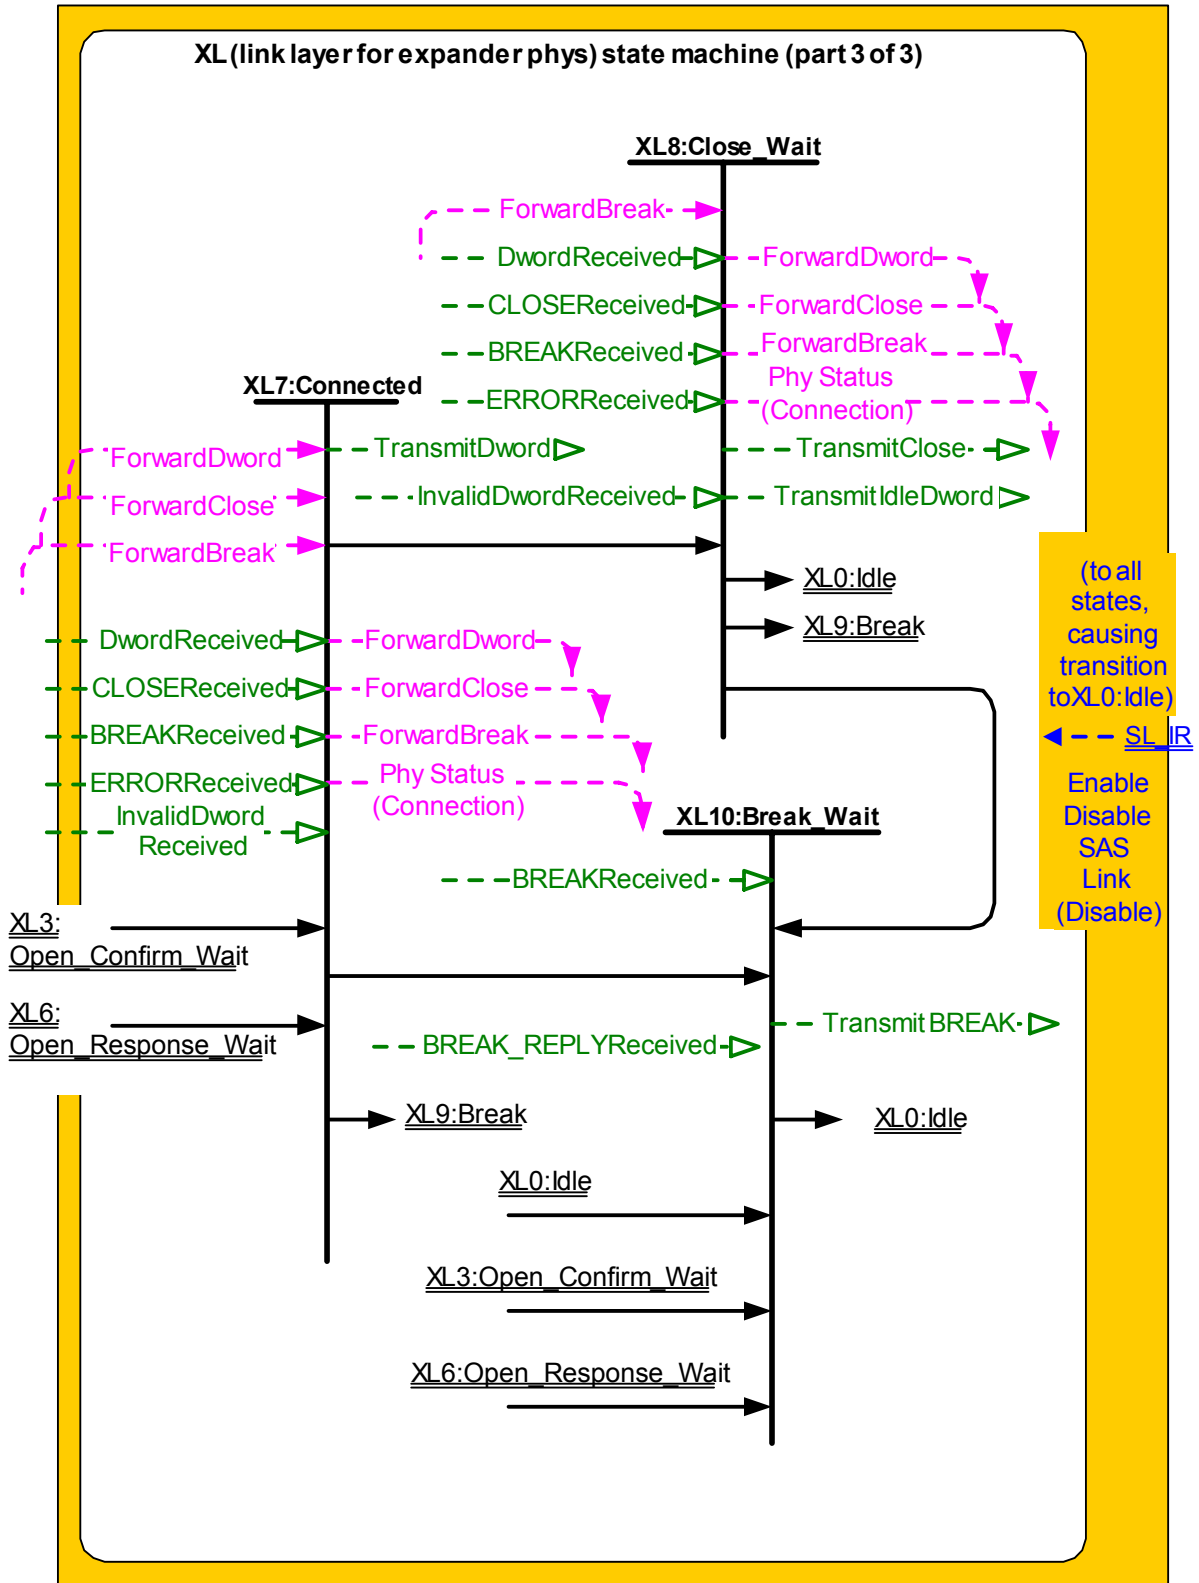 XL (link layer for expander phys) state machine (part 3 of 3)
XL8:Close_Wait
ForwardBreak
DwordReceived
ForwardDword
CLOSEReceived
ForwardClose
BREAKReceived
ForwardBreak
ERRORReceived
Phy Status
(Connection)
TransmitClose
InvalidDwordReceived
TransmitIdleDword
XL0:Idle
XL9:Break
XL7:Connected
ForwardDword
TransmitDword
ForwardClose
ForwardBreak
DwordReceived
ForwardDword
CLOSEReceived
ForwardClose
BREAKReceived
ForwardBreak
ERRORReceived
Phy Status
(Connection)
InvalidDword
Received
XL3:
Open_Confirm_Wait
XL6:
Open_Response_Wait
XL9:Break
XL10:Break_Wait
BREAKReceived
Transmit BREAK
BREAK_REPLYReceived
XL0:Idle
XL0:Idle
XL3:Open_Confirm_Wait
XL6:Open_Response_Wait
(to all
states,
causing
transition
to XL0:Idle)
SL_IR
Enable
Disable
SAS
Link
(Disable)